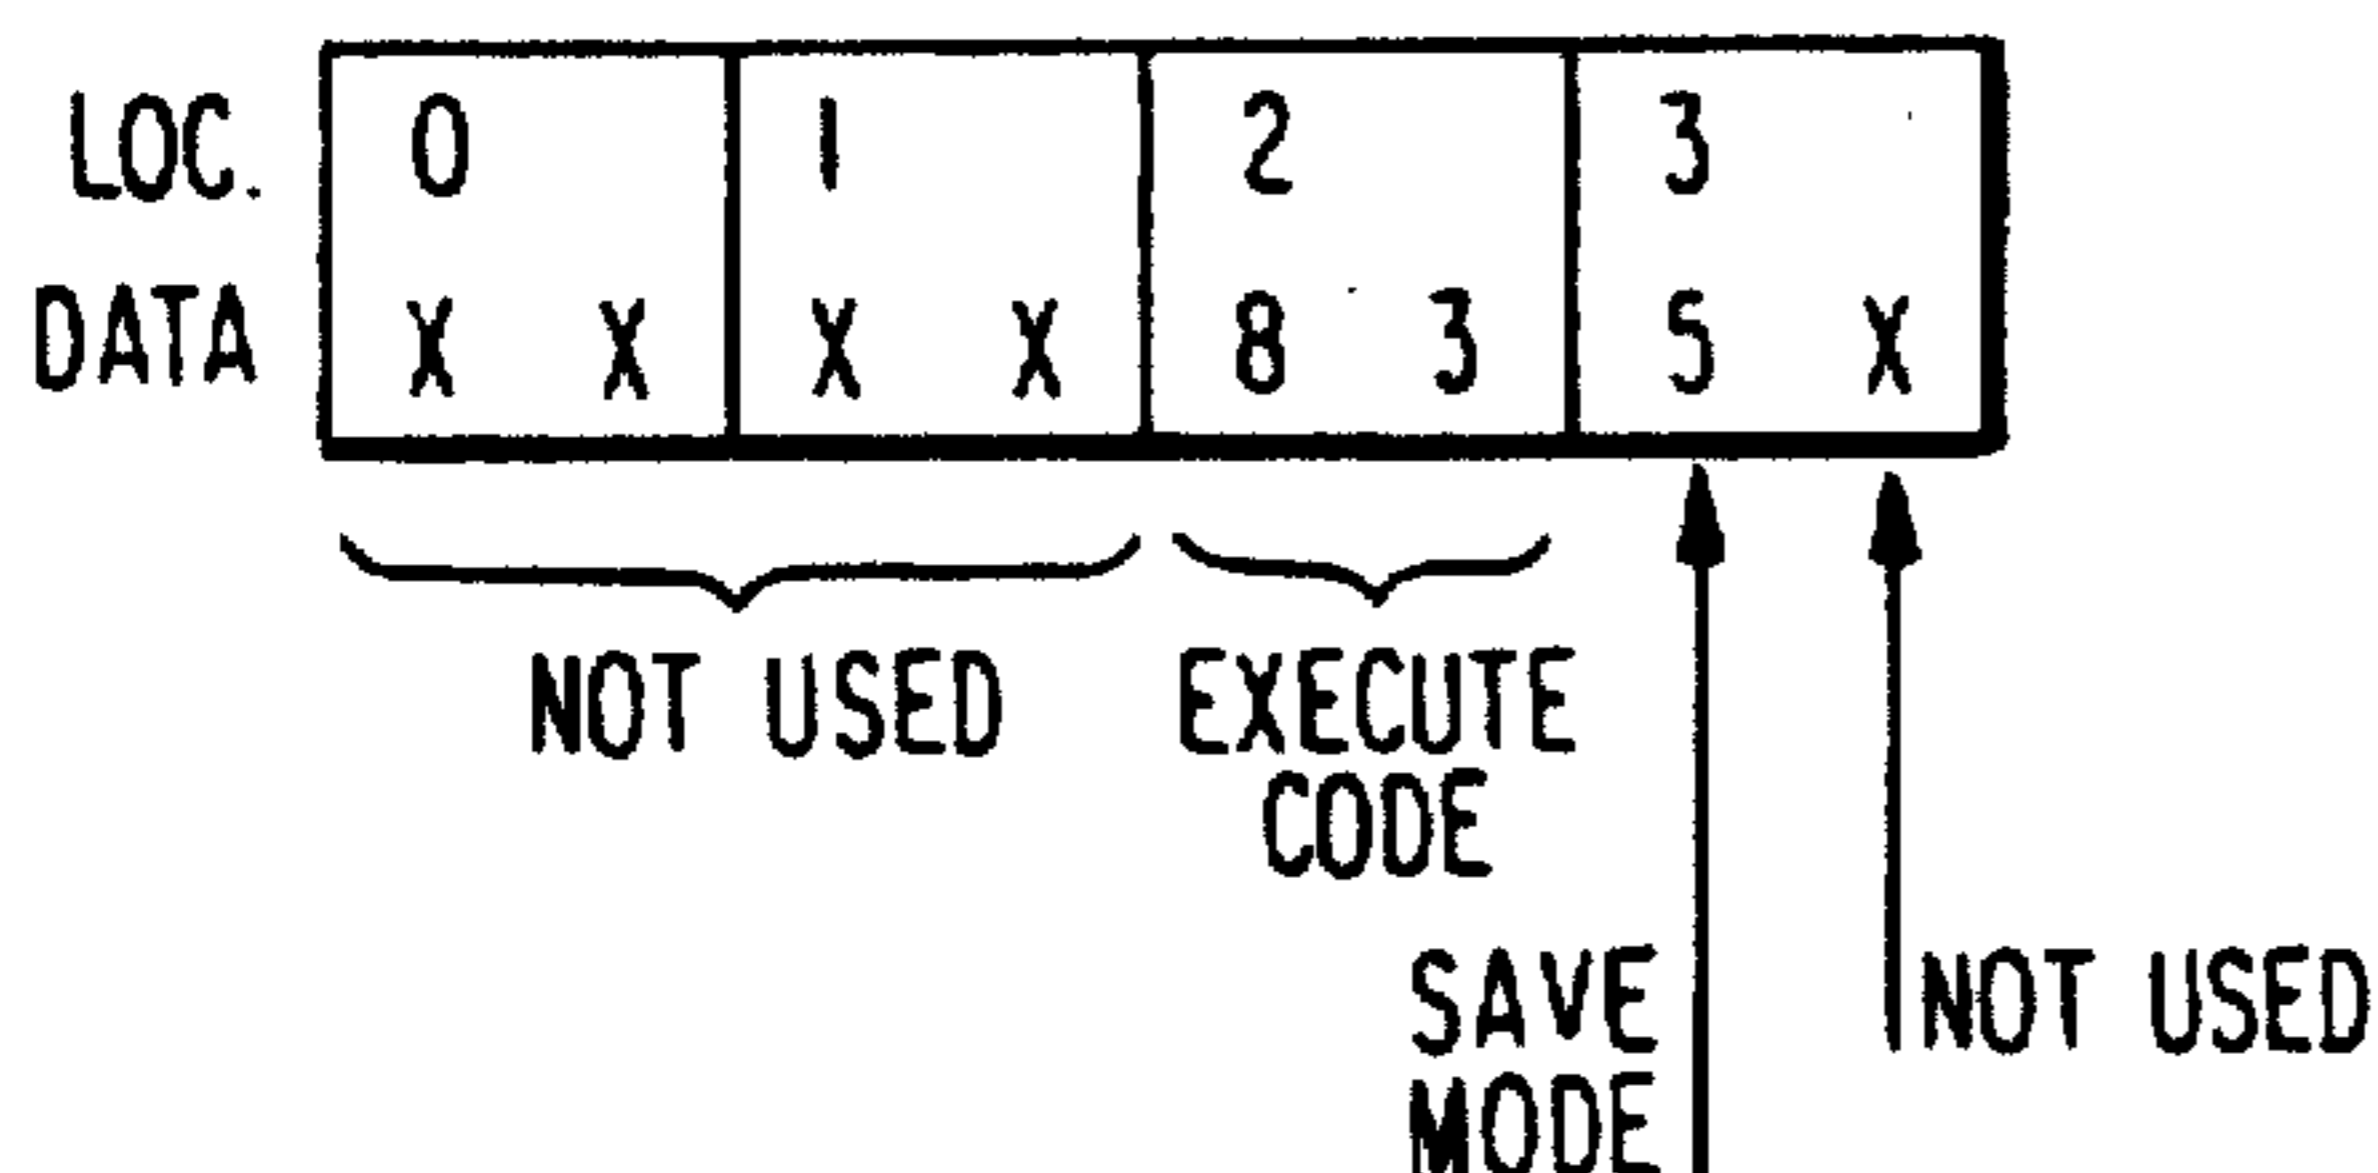 LOC. 0 1 2 3
DATA X X X X 8 3 5 X
NOT USED
EXECUTE
CODE
SAVE
MODE
NOT USED